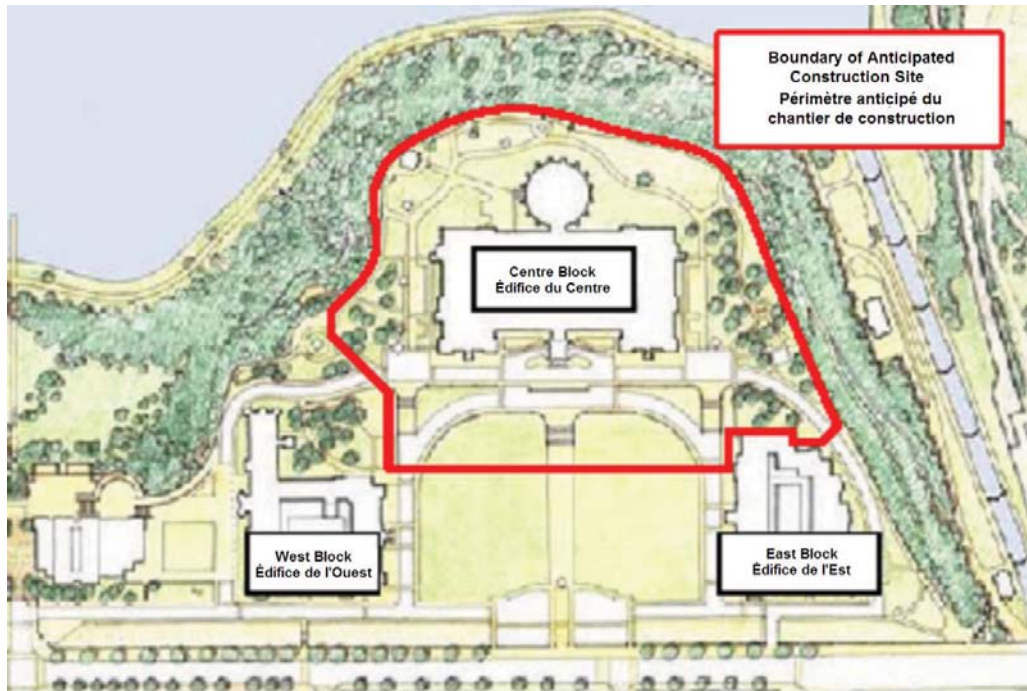 Boundary of Anticipated
Construction Site
Périmètre anticipé du
chantier de construction
Centre Block
Édifice du Centre
West Block
Édifice de l'Ouest
East Block
Édifice de l'Est